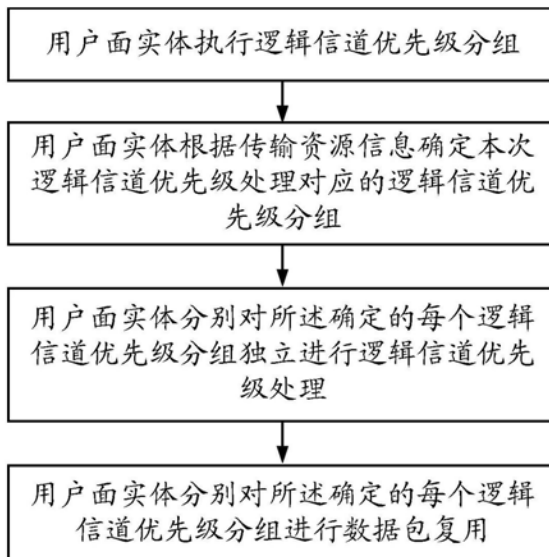 用户面实体执行逻辑信道优先级分组
用户面实体根据传输资源信息确定本次
逻辑信道优先级处理对应的逻辑信道优
先级分组
用户面实体分别对所述确定的每个逻辑
信道优先级分组独立进行逻辑信道优先
级处理
用户面实体分别对所述确定的每个逻辑
信道优先级分组进行数据包复用